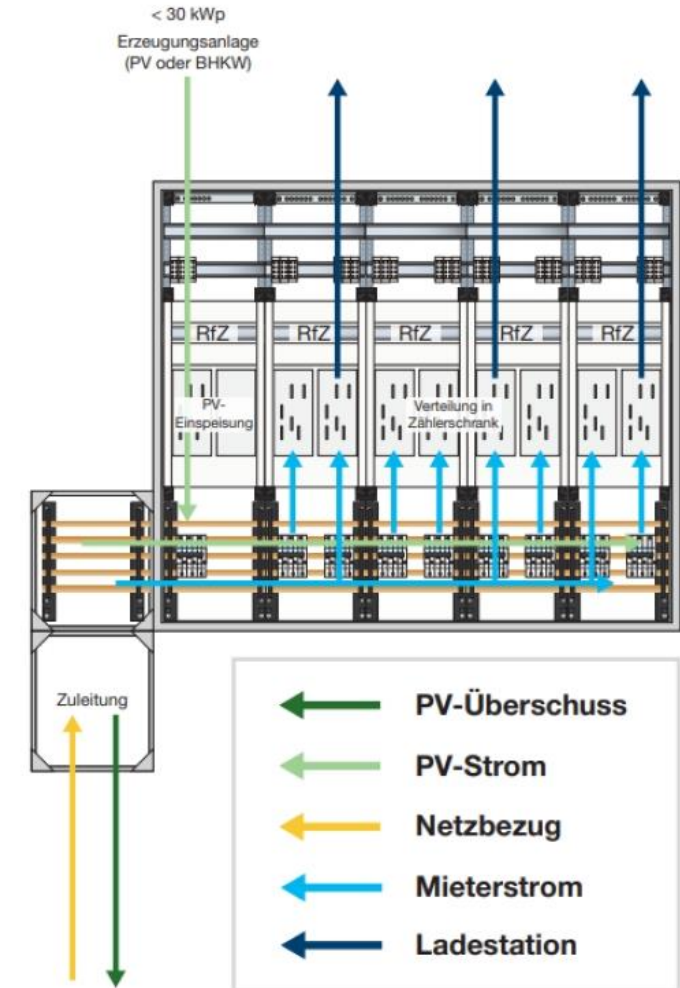 < 30 kWp
Erzeugungsanlage
(PV oder BHKW)
RfZ RfZ RfZ RfZ RfZ
PV-
Einspeisung
Verteilung in
Zählerschrank
Zuleitung
PV-Überschuss
PV-Strom
Netzbezug
Mieterstrom
Ladestation